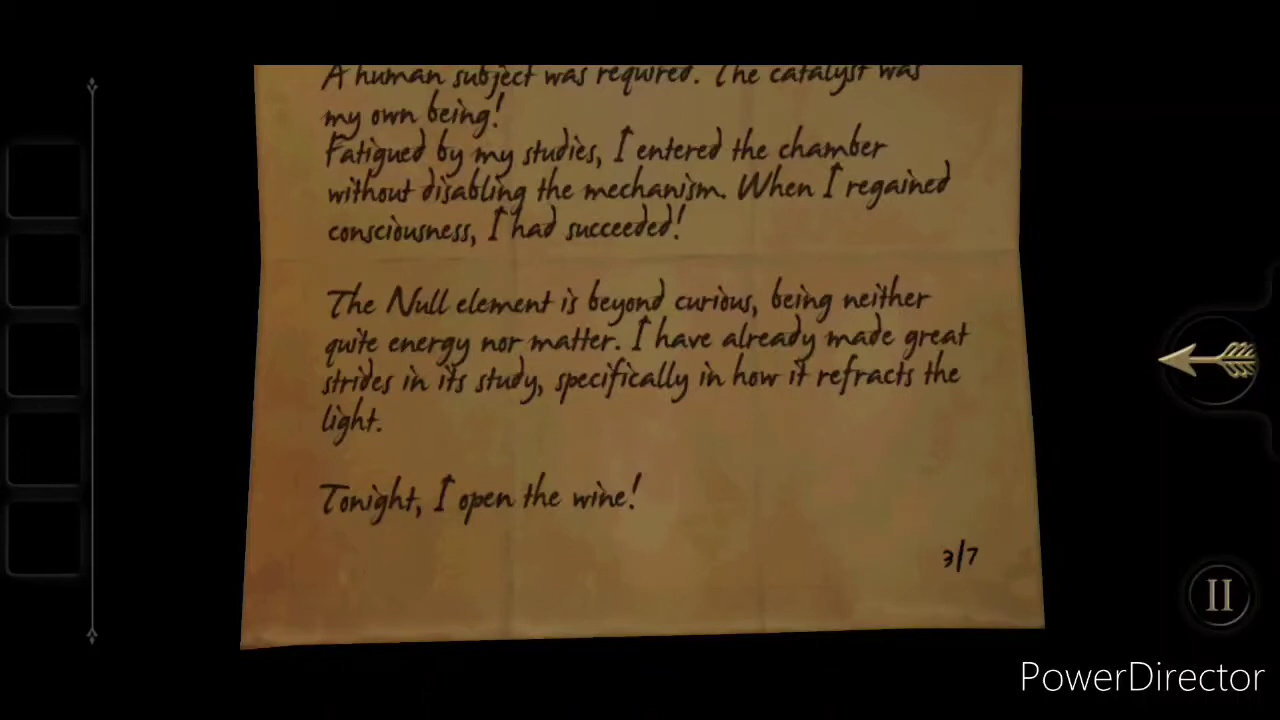 A human subject was required. The catalyst was
my own being!
Fatigued by my studies, I entered the chamber
without disabling the mechanism. When I regained
consciousness, I had succeeded!
The Null element is beyond curious, being neither
quite energy nor matter. I have already made great
strides in its study, specifically in how it refracts the
light.
Tonight, I open the wine!
3/7
II
PowerDirector